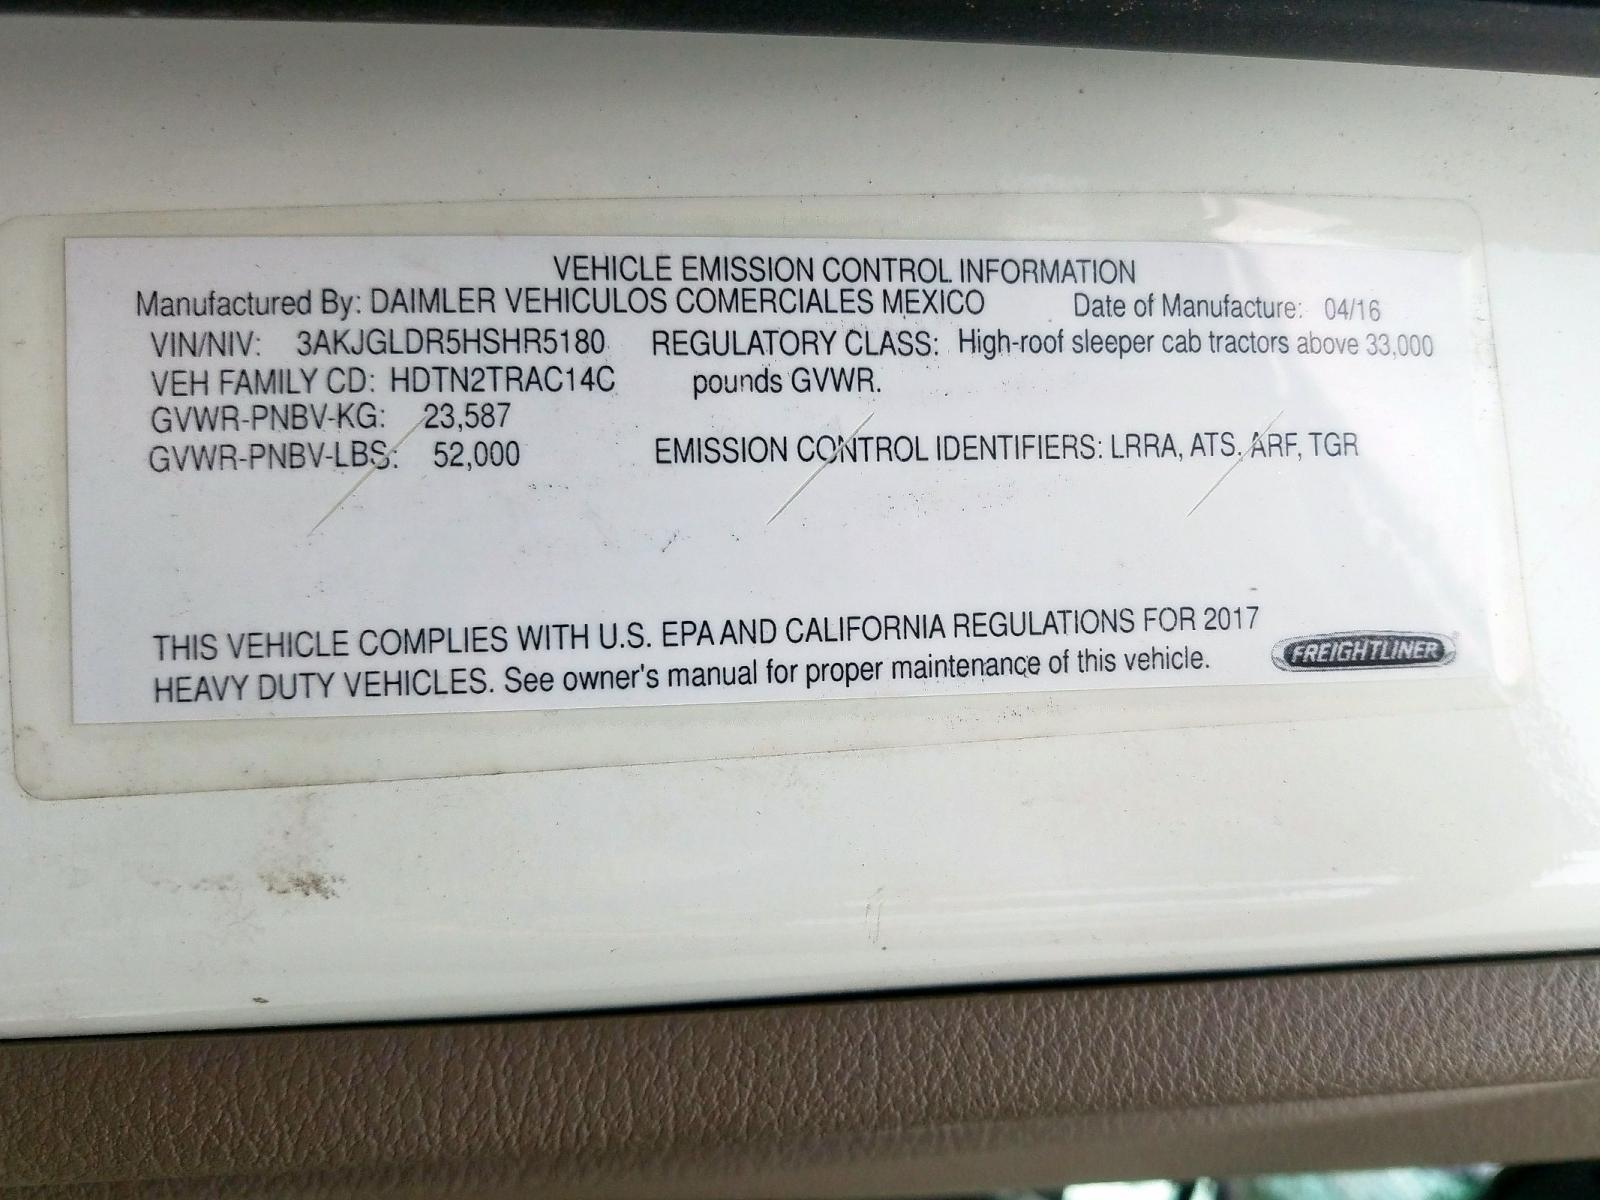 VEHICLE EMISSION CONTROL INFORMATION
Manufactured By: DAIMLER VEHICULOS COMERCIALES MEXICO Date of Manufacture: 04/16
VIN/NIV: 3AKJGLDR5HSHR5180 REGULATORY CLASS: High-roof sleeper cab tractors above 33,000
VEH FAMILY CD: HDTN2TRAC14C pounds GVWR.
GVWR-PNBV-KG: 23,587
GVWR-PNBV-LBS: 52,000 EMISSION CONTROL IDENTIFIERS: LRRA, ATS, ARF, TGR
THIS VEHICLE COMPLIES WITH U.S. EPA AND CALIFORNIA REGULATIONS FOR 2017
HEAVY DUTY VEHICLES. See owner's manual for proper maintenance of this vehicle.
FREIGHTLINER